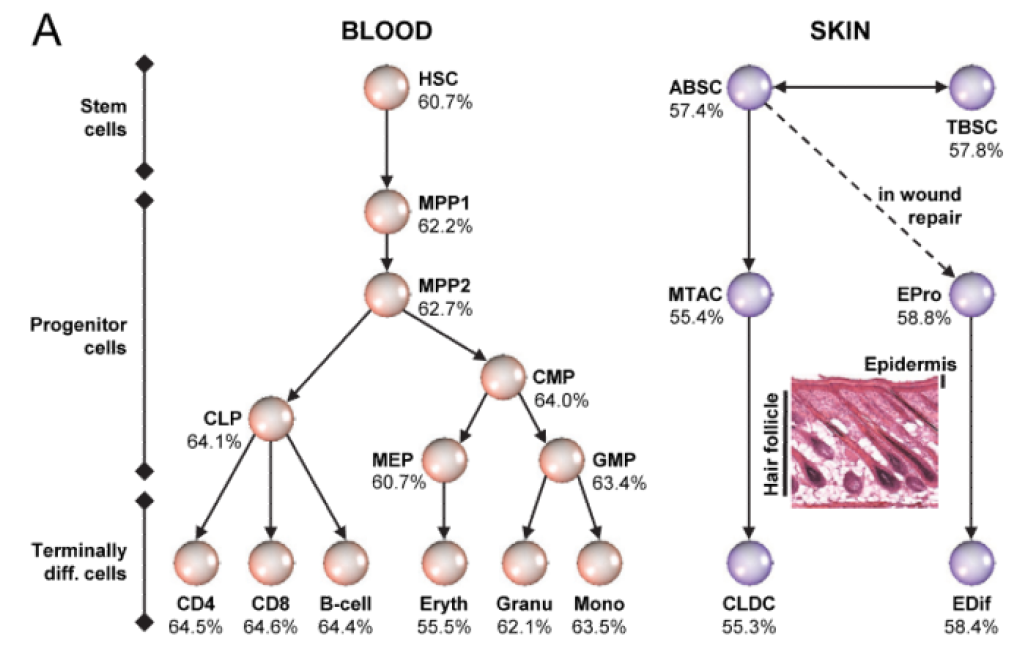 A
BLOOD
SKIN
Stem
cells
Progenitor
cells
Terminally
diff. cells
HSC
60.7%
MPP1
62.2%
MPP2
62.7%
CLP
64.1%
CMP
64.0%
MEP
60.7%
GMP
63.4%
CD4
64.5%
CD8
64.6%
B-cell
64.4%
Eryth
55.5%
Granu
62.1%
Mono
63.5%
ABSC
57.4%
TBSC
57.8%
in wound
repair
MTAC
55.4%
EPro
58.8%
Epidermis
Hair follicle
CLDC
55.3%
EDif
58.4%